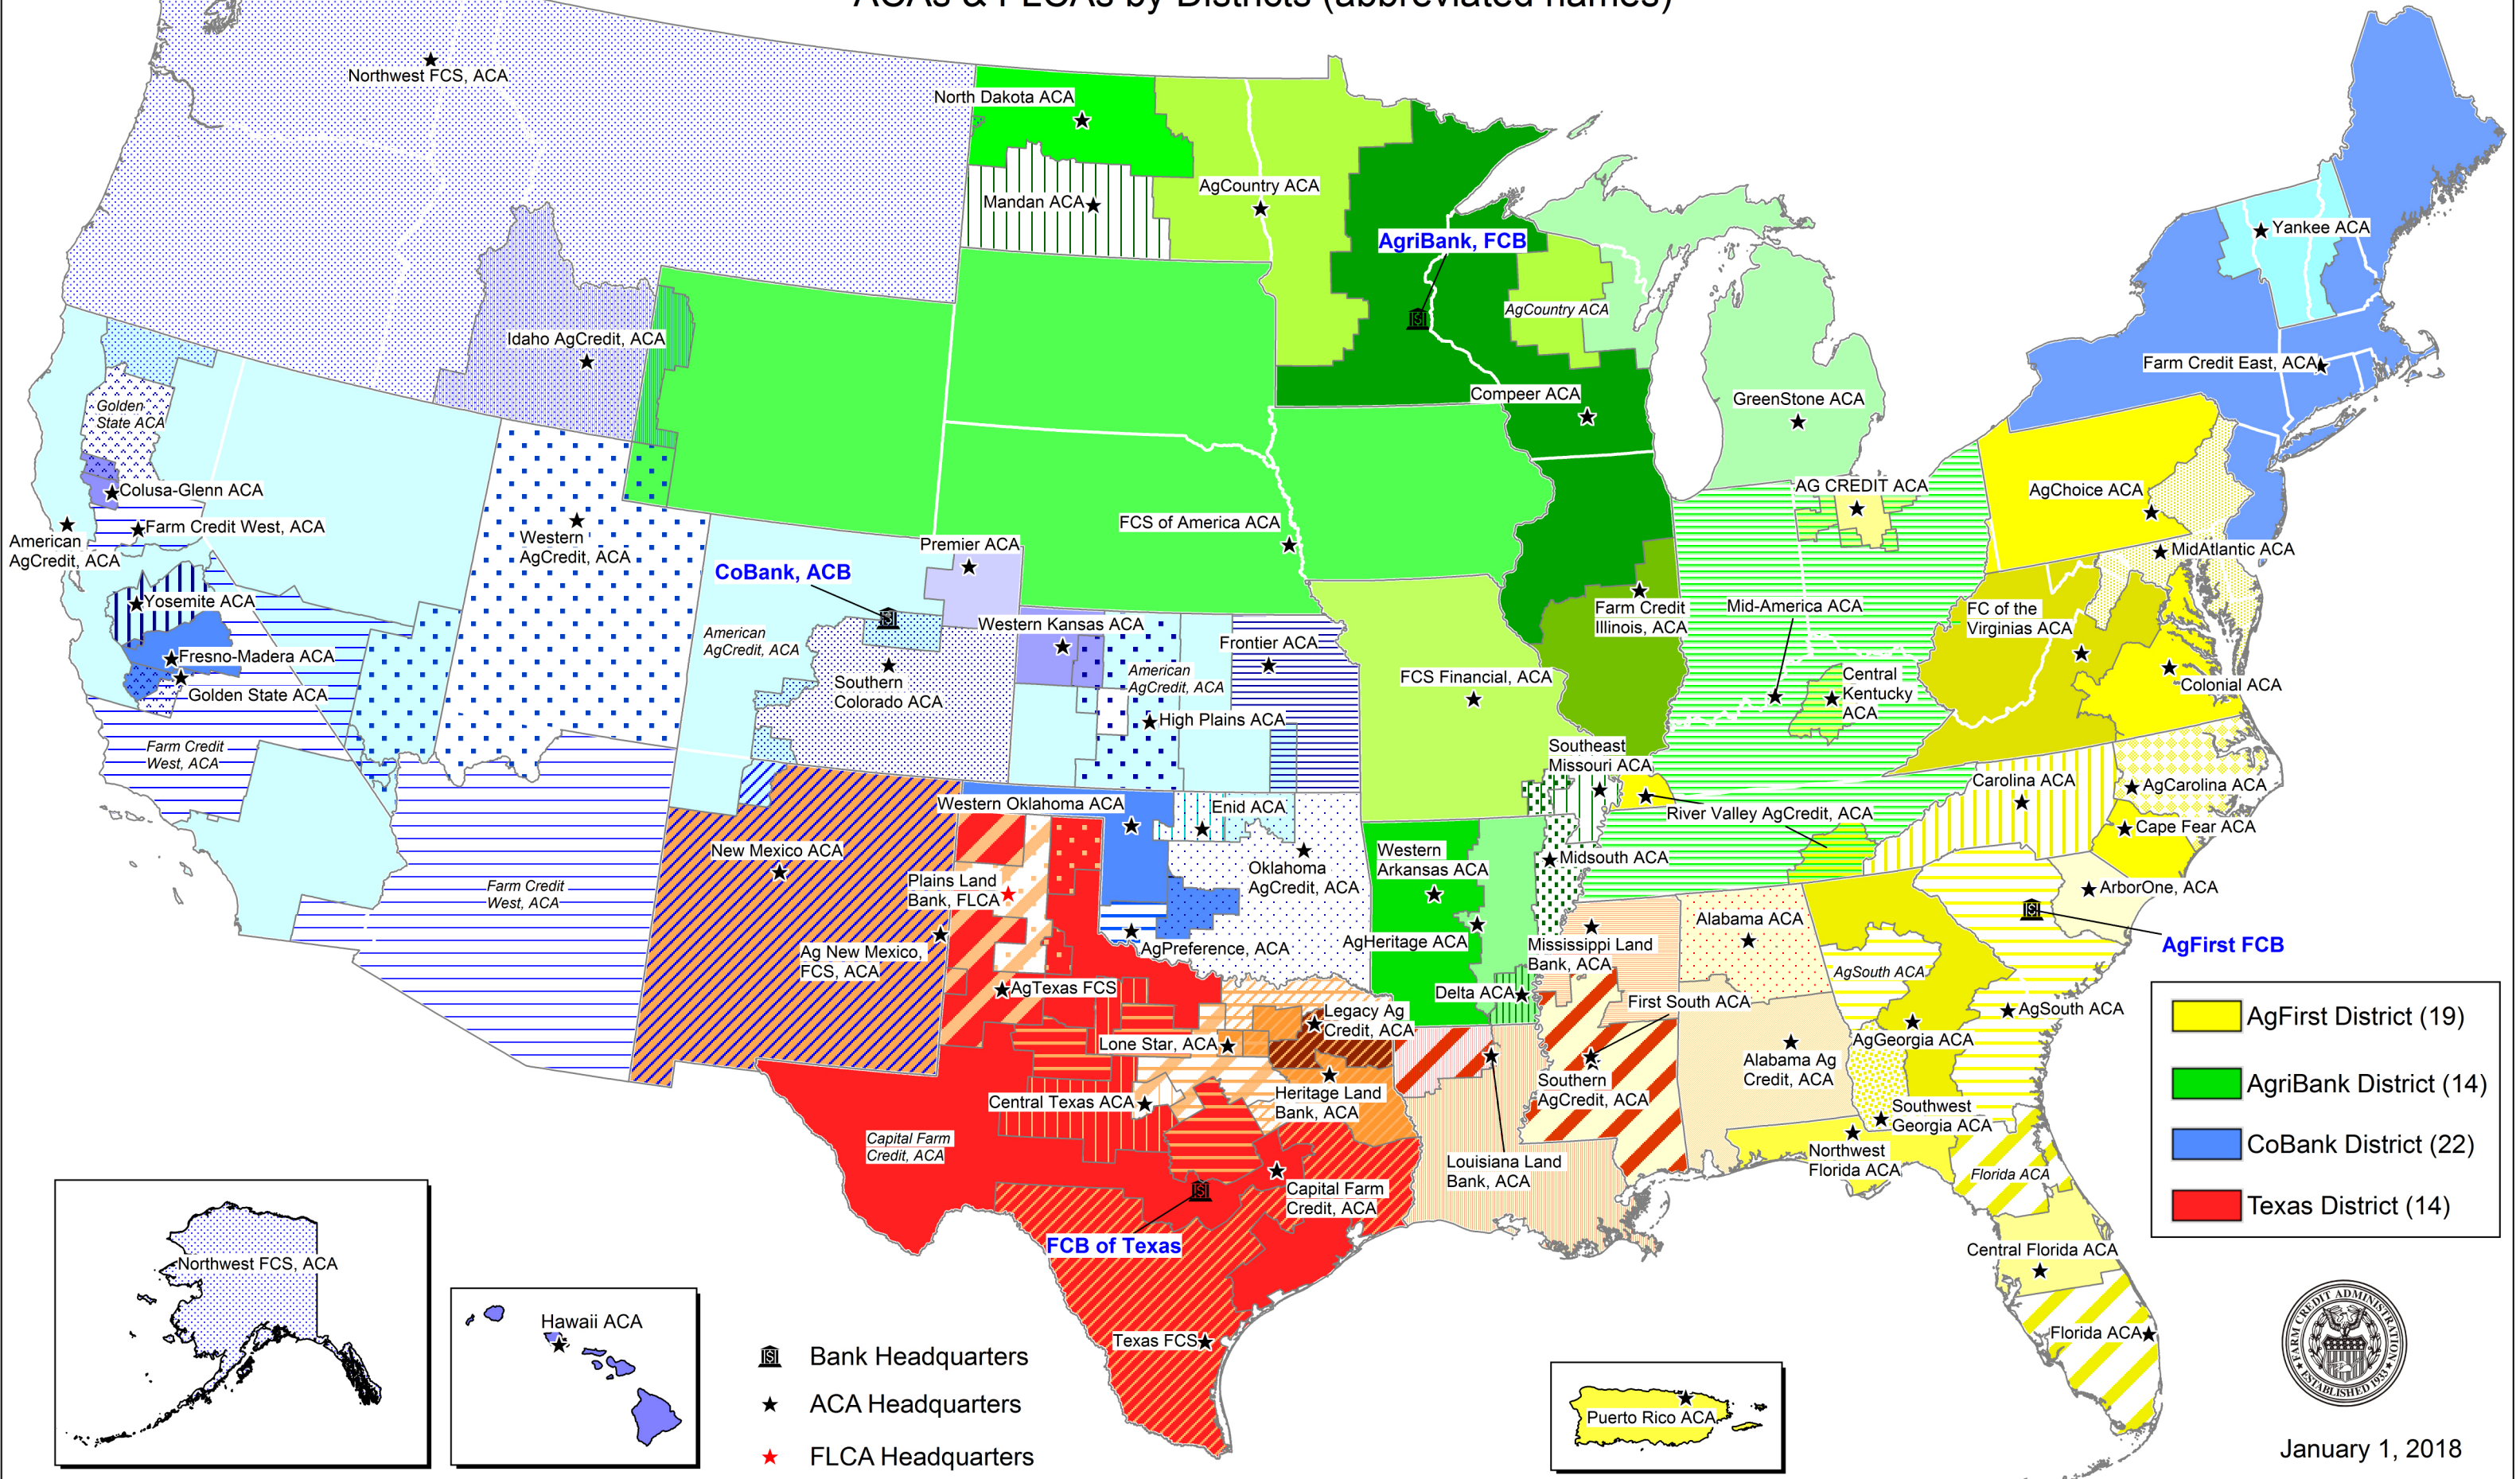 ACAs & FLCAs by Districts (abbreviated names)
Northwest FCS, ACA
North Dakota ACA
Mandan ACA
AgCountry ACA
AgriBank, FCB
AgCountry ACA
Yankee ACA
Farm Credit East, ACA
Idaho AgCredit, ACA
Compeer ACA
GreenStone ACA
Golden
State ACA
Colusa-Glenn ACA
Farm Credit West, ACA
American
AgCredit, ACA
Western
AgCredit, ACA
FCS of America ACA
Premier ACA
CoBank, ACB
AG CREDIT ACA
AgChoice ACA
MidAtlantic ACA
Yosemite ACA
Fresno-Madera ACA
Golden State ACA
American
AgCredit, ACA
Southern
Colorado ACA
Western Kansas ACA
American
AgCredit, ACA
High Plains ACA
Frontier ACA
FCS Financial, ACA
Farm Credit
Illinois, ACA
Mid-America ACA
Central
Kentucky
ACA
FC of the
Virginias ACA
Colonial ACA
Farm Credit
West, ACA
Southeast
Missouri ACA
River Valley AgCredit, ACA
Carolina ACA
AgCarolina ACA
Cape Fear ACA
Western Oklahoma ACA
Enid ACA
New Mexico ACA
Plains Land
Bank, FLCA
Oklahoma
AgCredit, ACA
Western
Arkansas ACA
Midsouth ACA
ArborOne, ACA
Farm Credit
West, ACA
Ag New Mexico,
FCS, ACA
AgPreference, ACA
AgHeritage ACA
Mississippi Land
Bank, ACA
Alabama ACA
AgSouth ACA
AgFirst FCB
AgTexas FCS
Delta ACA
First South ACA
AgSouth ACA
Legacy Ag
Credit, ACA
Lone Star, ACA
AgGeorgia ACA
Alabama Ag
Credit, ACA
Southern
AgCredit, ACA
Central Texas ACA
Heritage Land
Bank, ACA
Southwest
Georgia ACA
Capital Farm
Credit, ACA
Louisiana Land
Bank, ACA
Northwest
Florida ACA
Florida ACA
Capital Farm
Credit, ACA
FCB of Texas
Central Florida ACA
Texas FCS
Florida ACA
Northwest FCS, ACA
Hawaii ACA
Puerto Rico ACA
Bank Headquarters
ACA Headquarters
FLCA Headquarters
AgFirst District (19)
AgriBank District (14)
CoBank District (22)
Texas District (14)
FARM CREDIT ADMINISTRATION
ESTABLISHED 1933
January 1, 2018